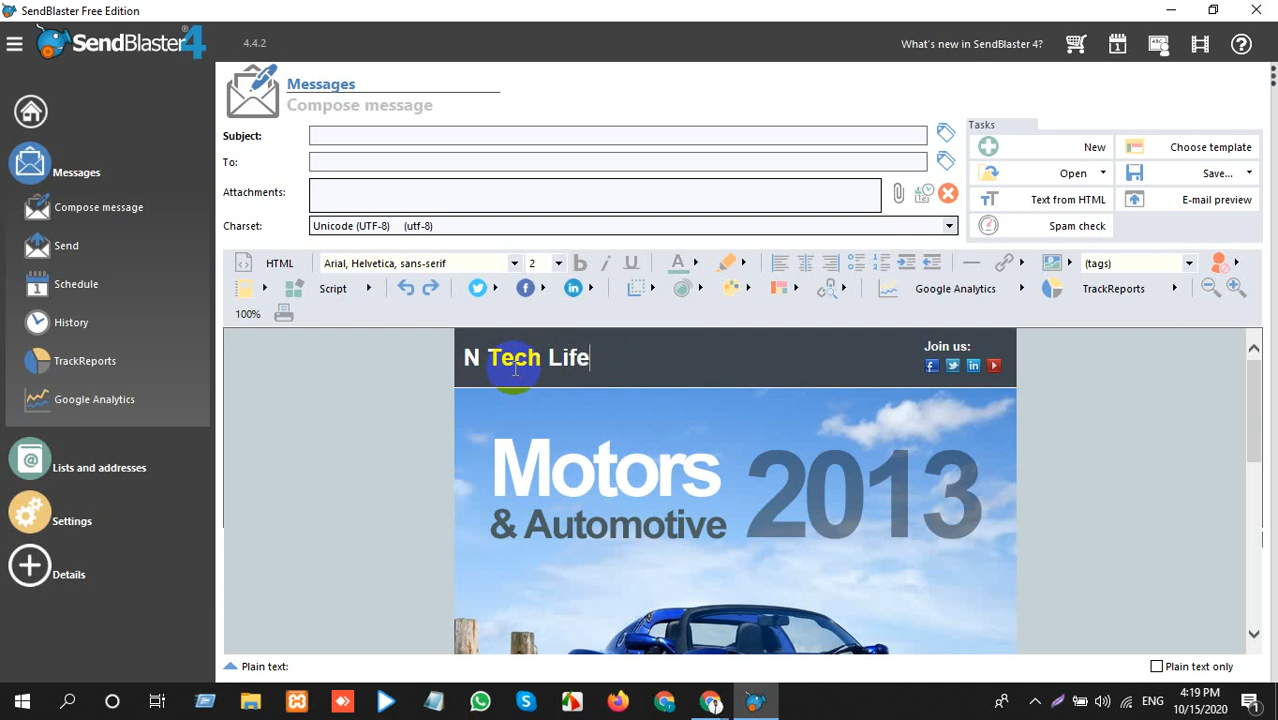 SendBlaster Free Edition
SendBlaster 4
4.4.2
What's new in SendBlaster 4?
Messages
Compose message
Subject:
To:
Attachments:
Charset:
Unicode (UTF-8) (utf-8)
Tasks
New
Choose template
Open
Save...
Text from HTML
E-mail preview
Spam check
Messages
Compose message
Send
Schedule
History
TrackReports
Google Analytics
Lists and addresses
Settings
Details
HTML
Arial, Helvetica, sans-serif
2
(tags)
Script
Google Analytics
TrackReports
100%
N Tech Life
Join us:
Motors
& Automotive
2013
Plain text:
Plain text only
ENG
4:19 PM
10/15/2020